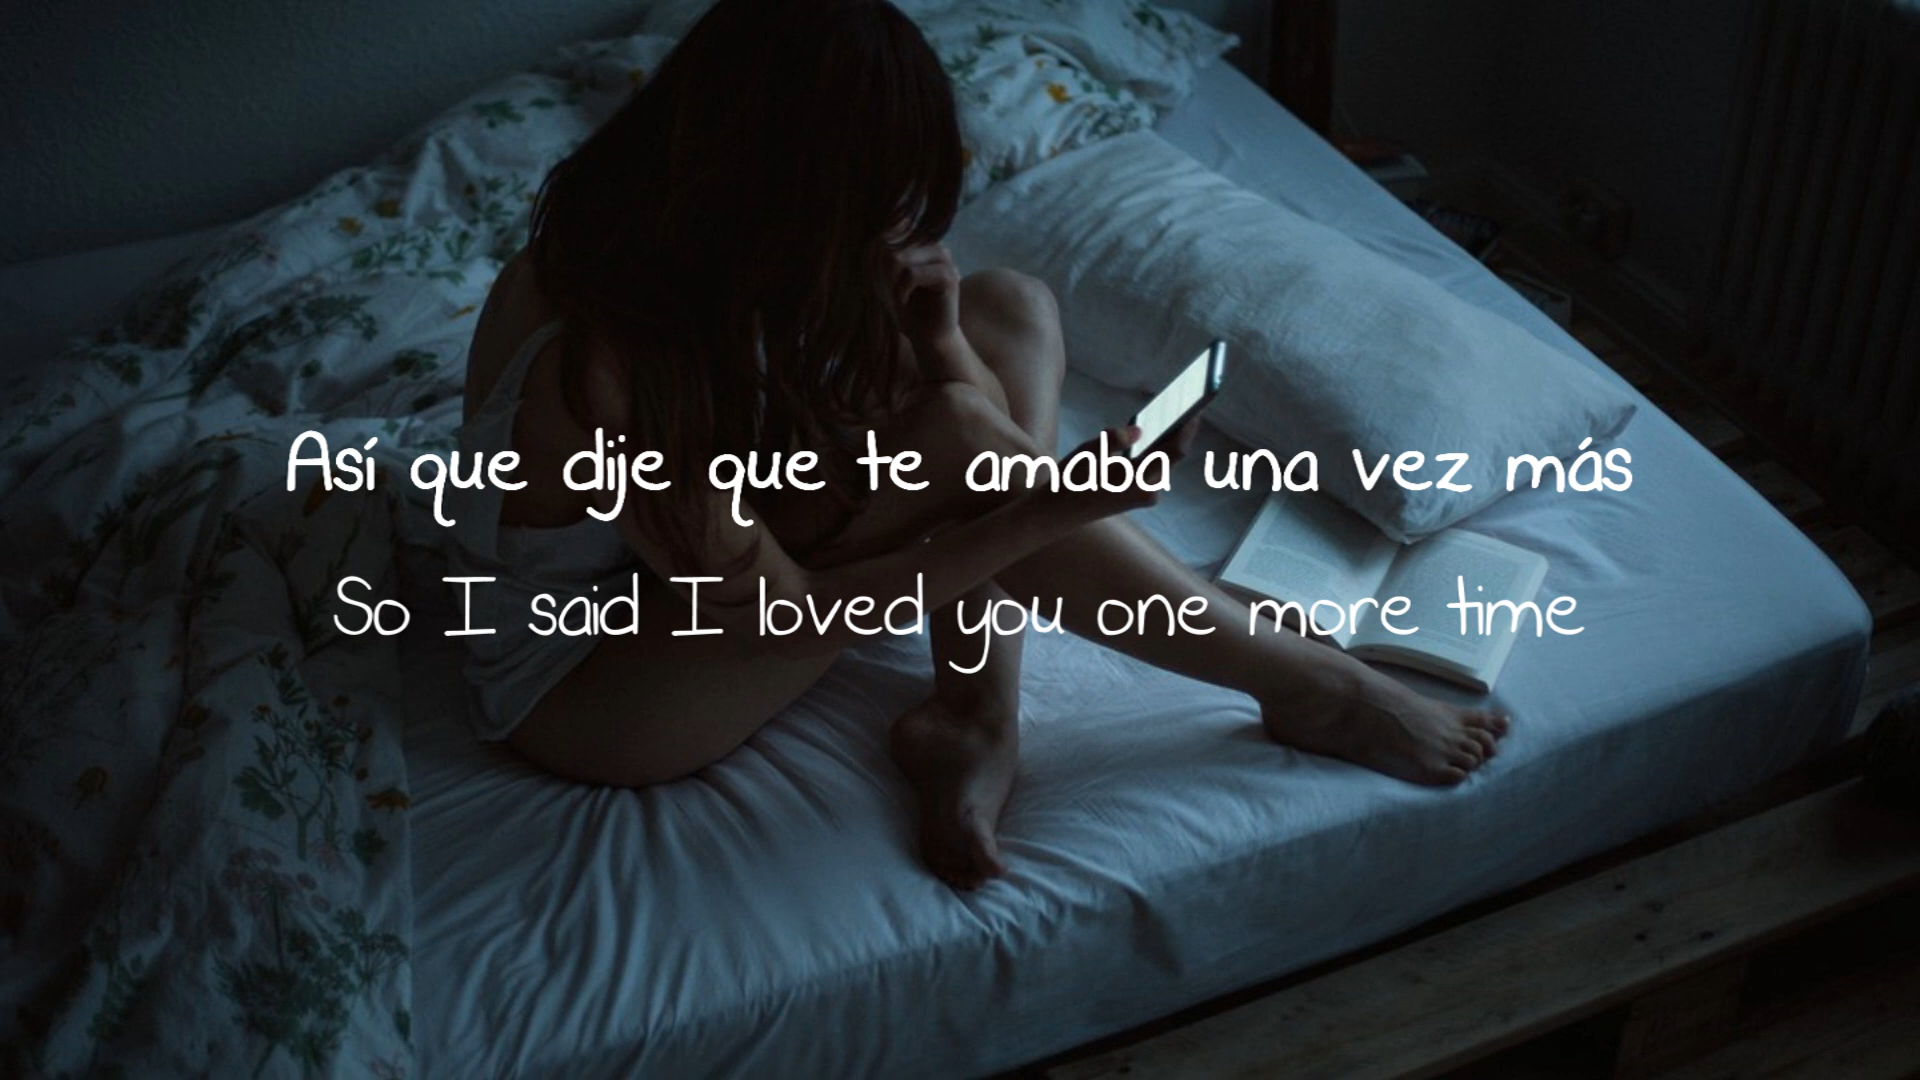 Así que dije que te amaba una vez más
So I said I loved you one more time